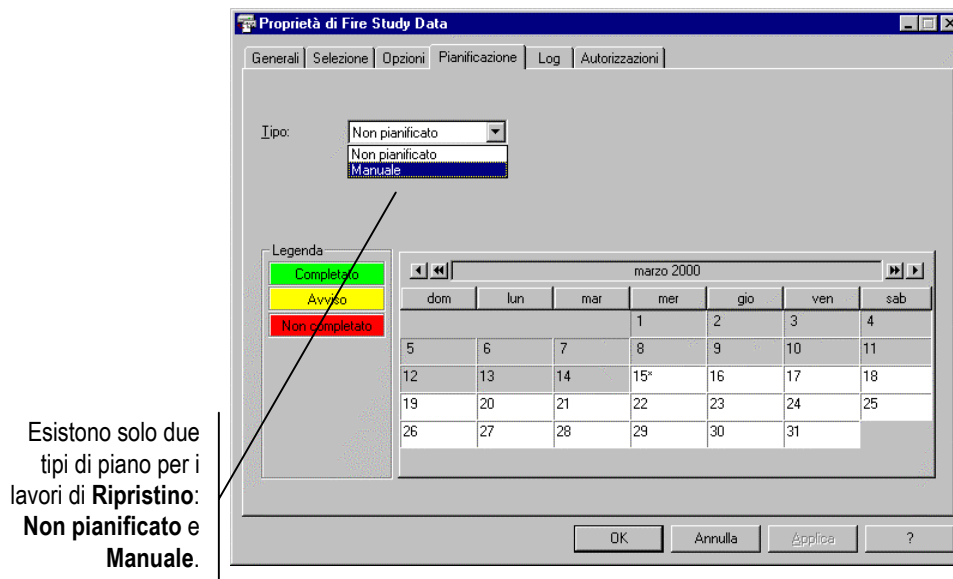 Proprietà di Fire Study Data
Generali Selezione Opzioni Pianificazione Log Autorizzazioni
Tipo: Non pianificato
Non pianificato
Manuale
Legenda
Completato
Avviso
Non completato
marzo 2000
dom lun mar mer gio ven sab
1 2 3 4
5 6 7 8 9 10 11
12 13 14 15* 16 17 18
19 20 21 22 23 24 25
26 27 28 29 30 31
Esistono solo due
tipi di piano per i
lavori di Ripristino:
Non pianificato e
Manuale.
OK Annulla Applica ?